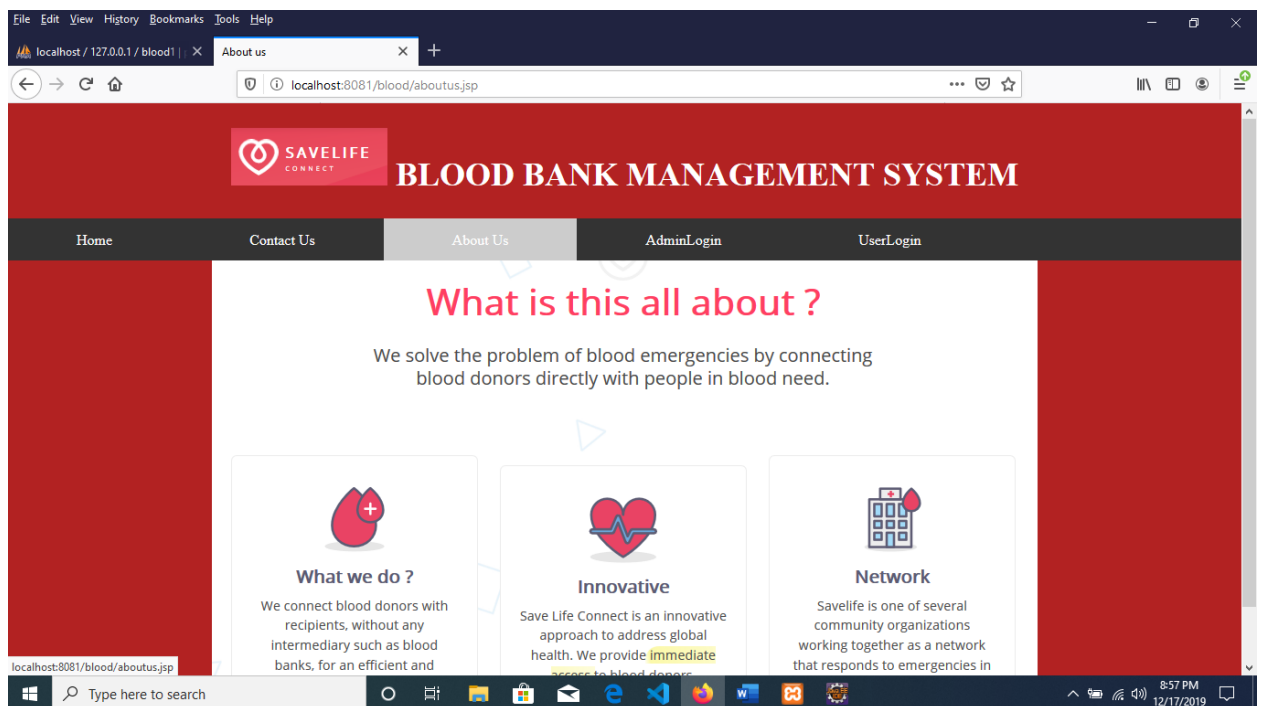 File Edit View History Bookmarks Tools Help
localhost / 127.0.0.1 / blood1 |
About us
localhost:8081/blood/aboutus.jsp
SAVELIFE
CONNECT
BLOOD BANK MANAGEMENT SYSTEM
Home Contact Us About Us AdminLogin UserLogin
What is this all about ?
We solve the problem of blood emergencies by connecting
blood donors directly with people in blood need.
What we do ?
We connect blood donors with
recipients, without any
intermediary such as blood
banks, for an efficient and
Innovative
Save Life Connect is an innovative
approach to address global
health. We provide immediate
access to blood donors
Network
Savelife is one of several
community organizations
working together as a network
that responds to emergencies in
localhost:8081/blood/aboutus.jsp
Type here to search
8:57 PM
12/17/2019